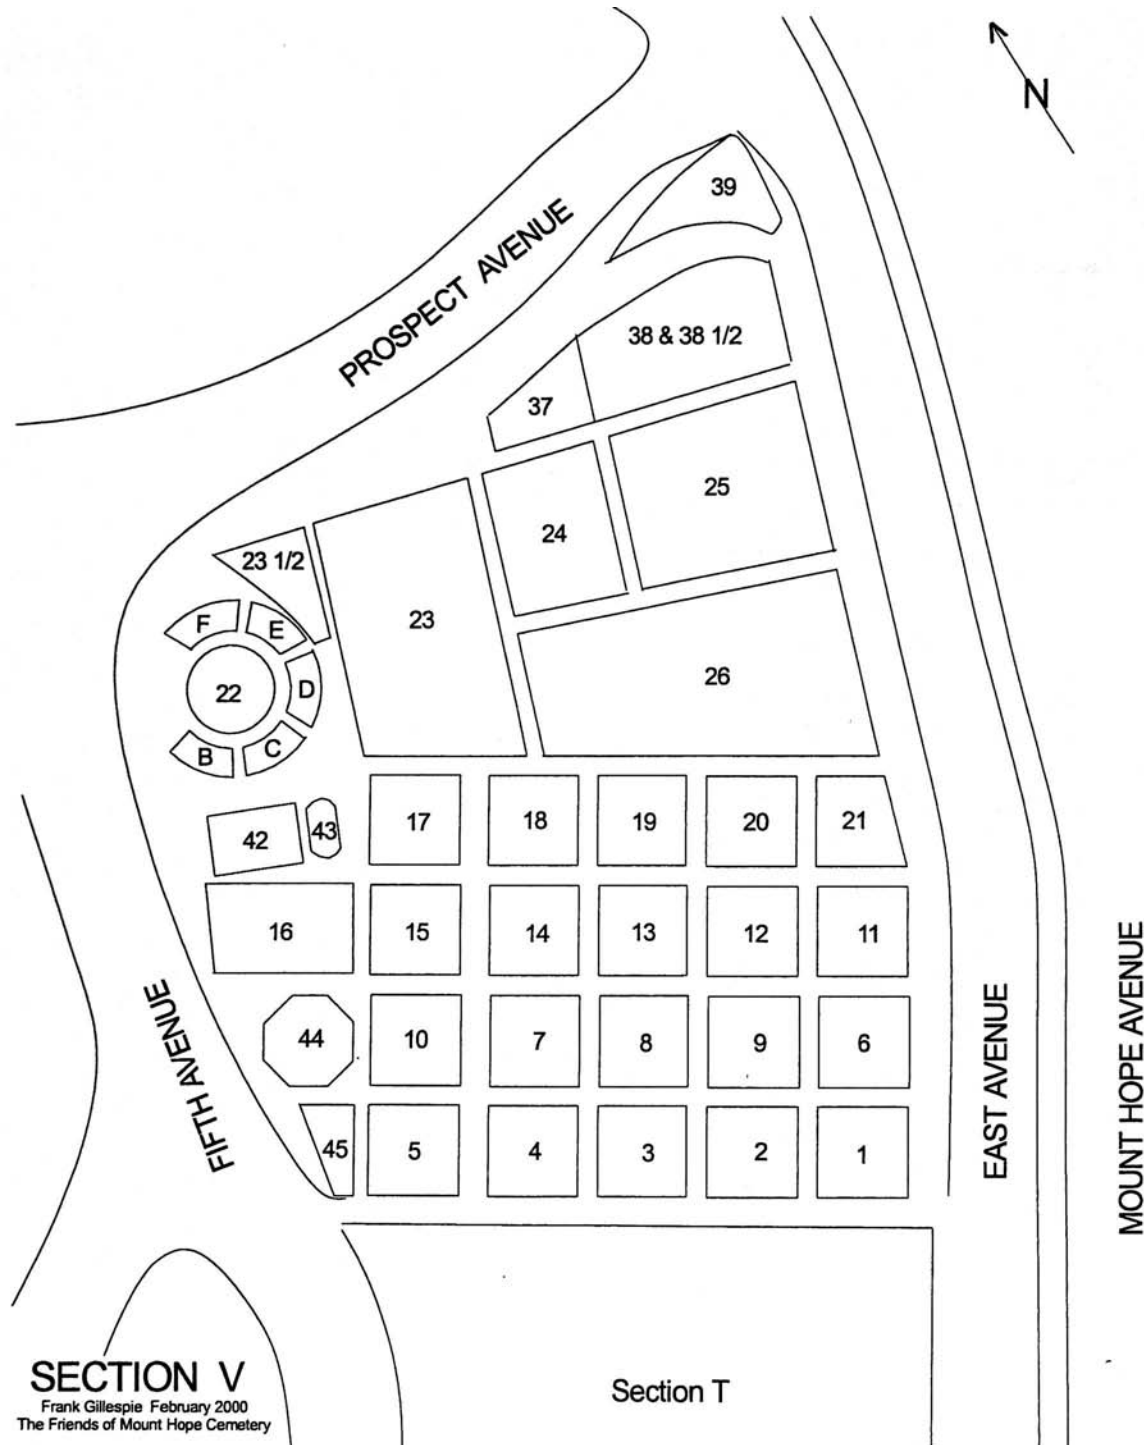 N
39
PROSPECT AVENUE
38 & 38 1/2
37
25
24
23 1/2
23
F
E
26
22
D
B
C
42
43
17
18
19
20
21
16
15
14
13
12
11
FIFTH AVENUE
44
10
7
8
9
6
EAST AVENUE
MOUNT HOPE AVENUE
45
5
4
3
2
1
SECTION V
Frank Gillespie February 2000
The Friends of Mount Hope Cemetery
Section T